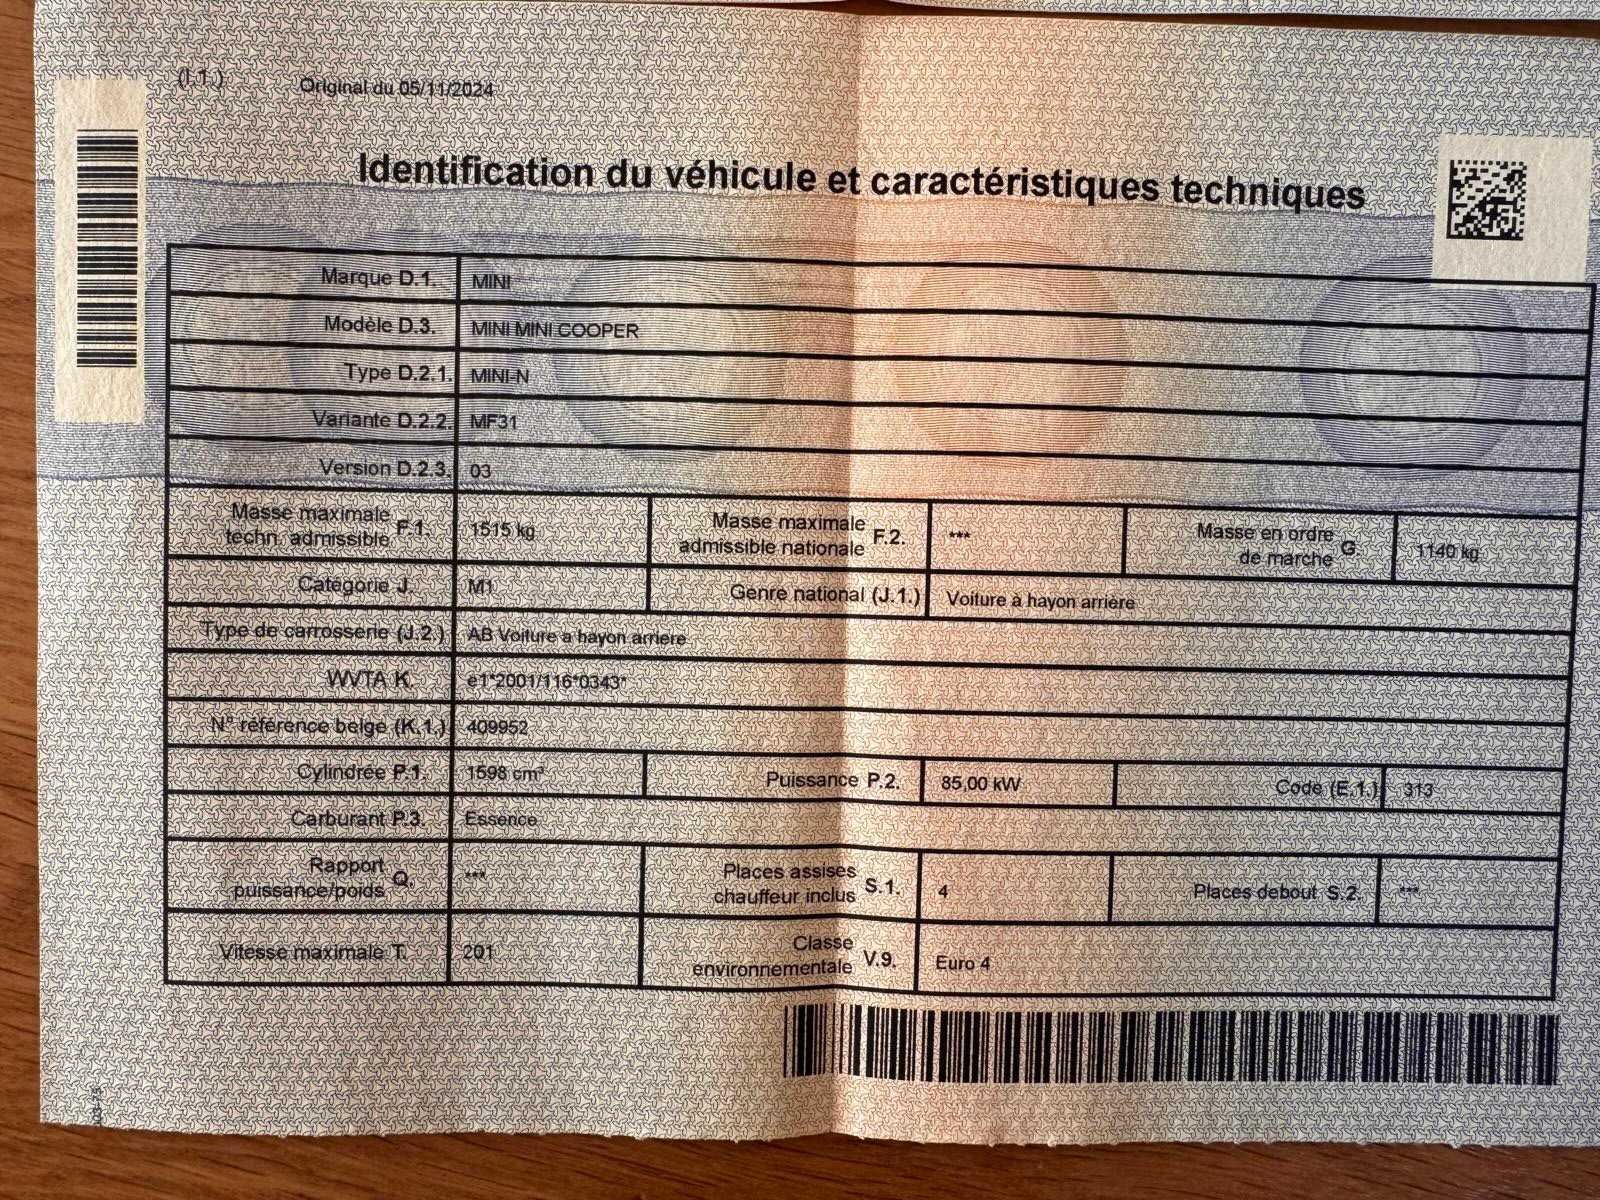 (I.1.) Original du 05/11/2024
Identification du véhicule et caractéristiques techniques
Marque D.1. MINI
Modèle D.3. MINI MINI COOPER
Type D.2.1. MINI-N
Variante D.2.2. MF31
Version D.2.3. 03
Masse maximale techn. admissible F.1. 1515 kg Masse maximale admissible nationale F.2. *** Masse en ordre de marche G. 1140 kg
Catégorie J. M1 Genre national (J.1.) Voiture à hayon arrière
Type de carrosserie (J.2.) AB Voiture a hayon arriere
WVTA K. e1*2001/116*0343*
N° référence belge (K.1.) 409952
Cylindrée P.1. 1598 cm³ Puissance P.2. 85,00 kW Code (E.1.) 313
Carburant P.3. Essence
Rapport puissance/poids Q. *** Places assises chauffeur inclus S.1. 4 Places debout S.2. ***
Vitesse maximale T. 201 Classe environnementale V.9. Euro 4